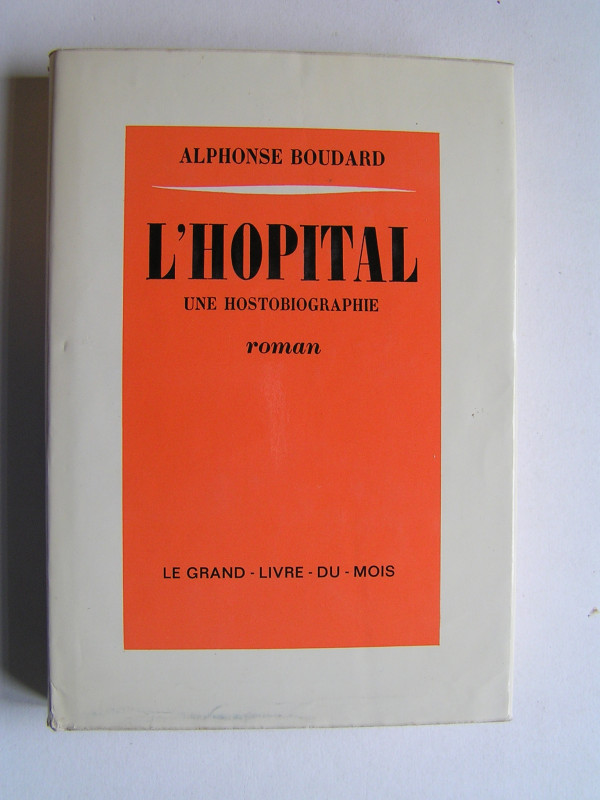 ALPHONSE BOUDARD
L'HOPITAL
UNE HOSTOBIOGRAPHIE
roman
LE GRAND - LIVRE - DU - MOIS